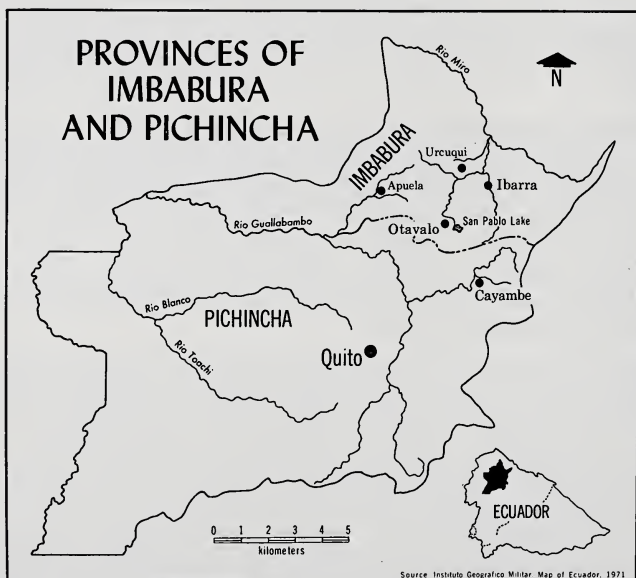 PROVINCES OF
IMBABURA
AND PICHINCHA
Rio Miro
N
IMBABURA
Urcuqui
Apuela
Ibarra
San Pablo Lake
Otavalo
Rio Guallabambo
Cayambe
Rio Blanco
PICHINCHA
Rio Toachi
Quito
0 1 2 3 4 5
kilometers
ECUADOR
Source Instituto Geografico Militar. Map of Ecuador, 1971